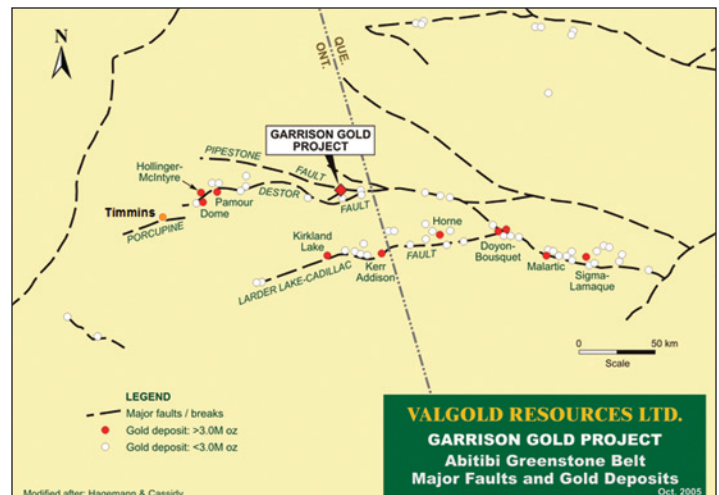 N
QUE.
ONT.
GARRISON GOLD
PROJECT
PIPESTONE
FAULT
Hollinger-
McIntyre
DESTOR
FAULT
Pamour
Dome
Timmins
PORCUPINE
Horne
Kirkland
Lake
Kerr
Addison
FAULT
LARDER LAKE-CADILLAC
Doyon-
Bousquet
Malartic
Sigma-
Lamaque
0 50 km
Scale
LEGEND
Major faults / breaks
Gold deposit: >3.0M oz
Gold deposit: <3.0M oz
VALGOLD RESOURCES LTD.
GARRISON GOLD PROJECT
Abitibi Greenstone Belt
Major Faults and Gold Deposits
Modified after: Hagemann & Cassidy
Oct. 2005